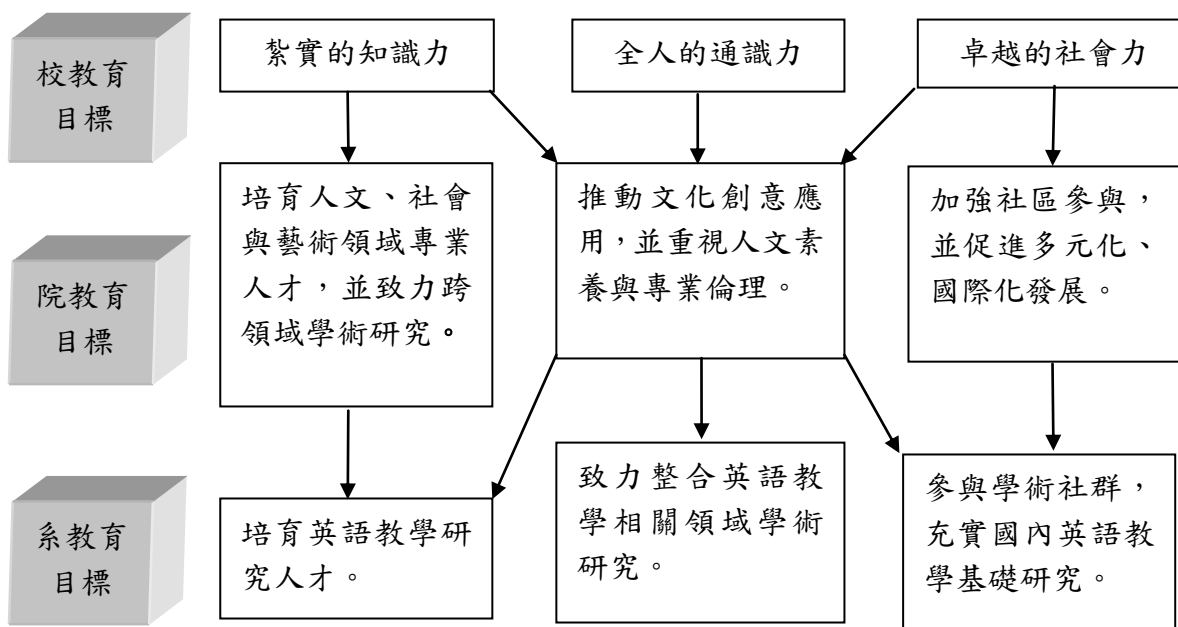 校教育
目標
紮實的知識力
全人的通識力
卓越的社會力
院教育
目標
培育人文、社會
與藝術領域專業
人才，並致力跨
領域學術研究。
推動文化創意應
用，並重視人文素
養與專業倫理。
加強社區參與，
並促進多元化、
國際化發展。
系教育
目標
培育英語教學研
究人才。
致力整合英語教
學相關領域學術
研究。
參與學術社群，
充實國內英語教
學基礎研究。